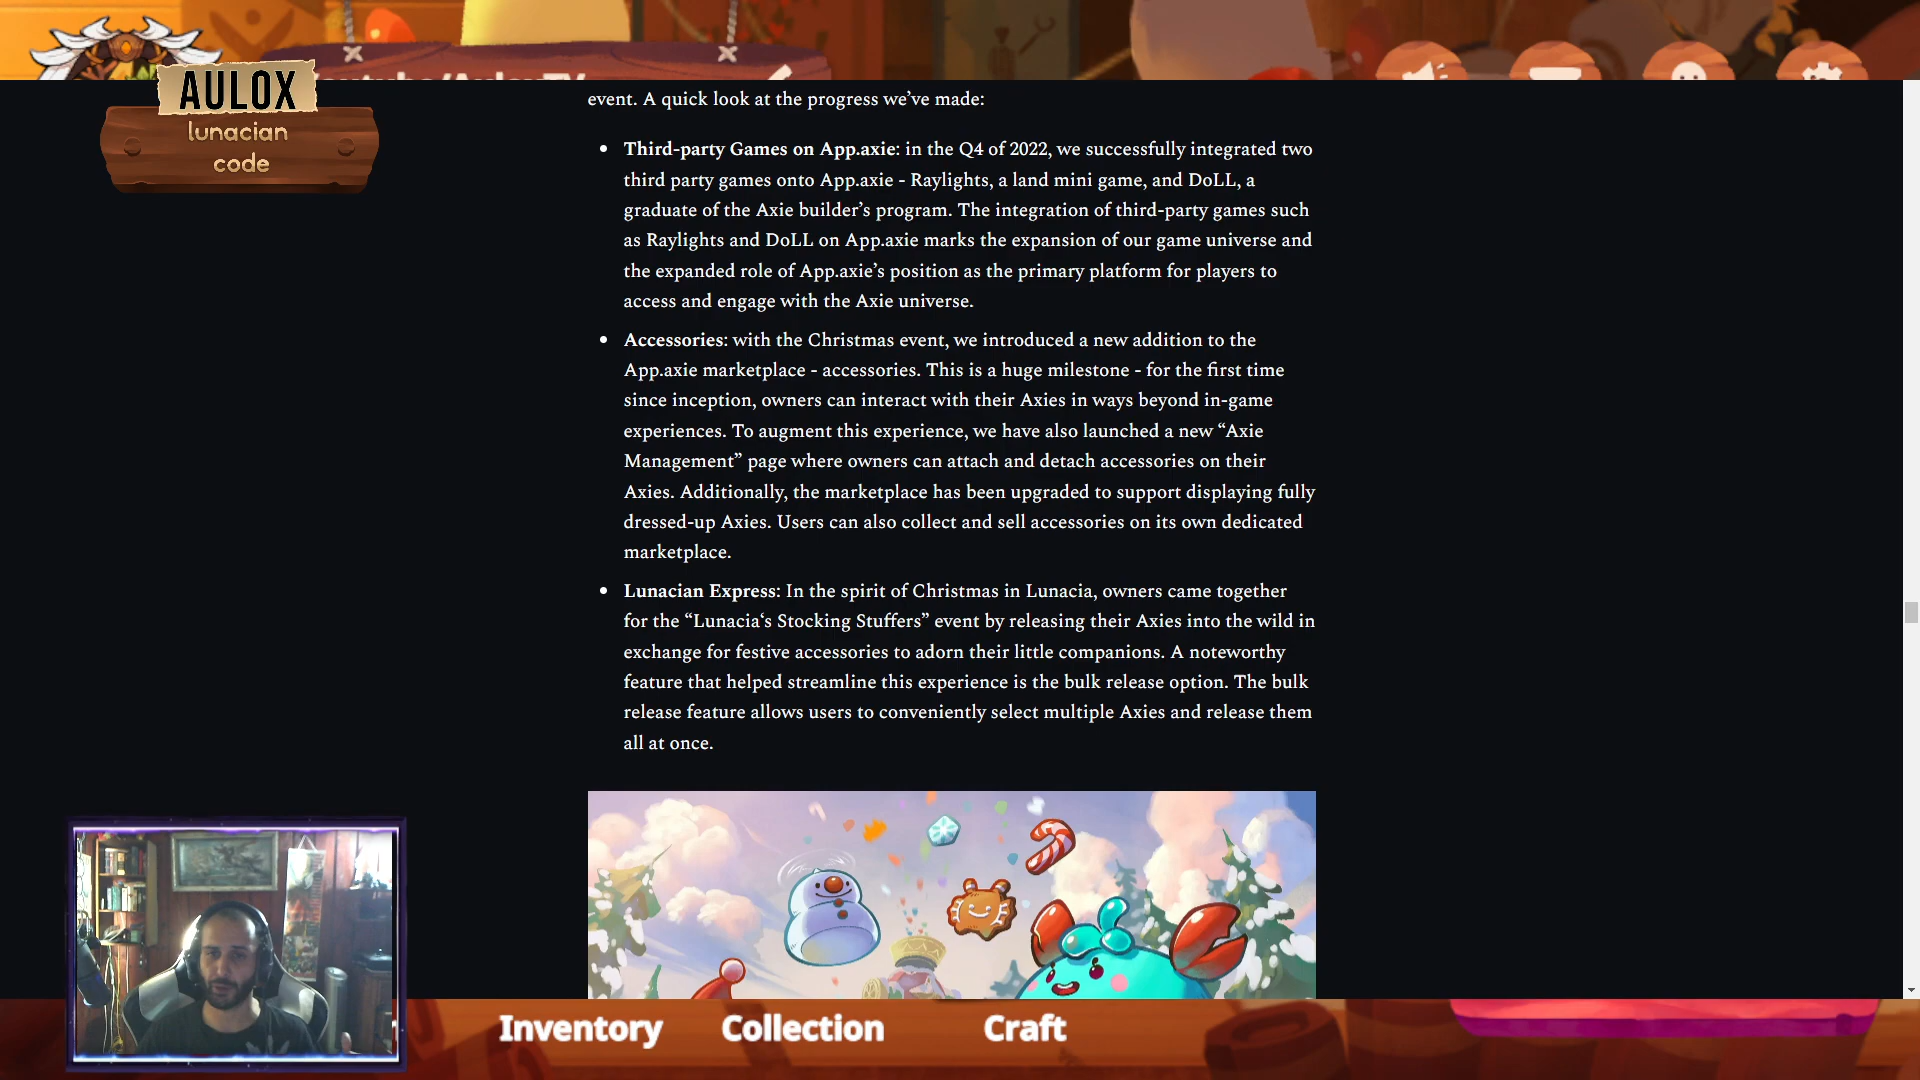 AULOX
lunacian
code
event. A quick look at the progress we’ve made:
Third-party Games on App.axie: in the Q4 of 2022, we successfully integrated two
third party games onto App.axie - Raylights, a land mini game, and DoLL, a
graduate of the Axie builder’s program. The integration of third-party games such
as Raylights and DoLL on App.axie marks the expansion of our game universe and
the expanded role of App.axie’s position as the primary platform for players to
access and engage with the Axie universe.
Accessories: with the Christmas event, we introduced a new addition to the
App.axie marketplace - accessories. This is a huge milestone - for the first time
since inception, owners can interact with their Axies in ways beyond in-game
experiences. To augment this experience, we have also launched a new “Axie
Management” page where owners can attach and detach accessories on their
Axies. Additionally, the marketplace has been upgraded to support displaying fully
dressed-up Axies. Users can also collect and sell accessories on its own dedicated
marketplace.
Lunacian Express: In the spirit of Christmas in Lunacia, owners came together
for the “Lunacia‘s Stocking Stuffers” event by releasing their Axies into the wild in
exchange for festive accessories to adorn their little companions. A noteworthy
feature that helped streamline this experience is the bulk release option. The bulk
release feature allows users to conveniently select multiple Axies and release them
all at once.
Inventory
Collection
Craft